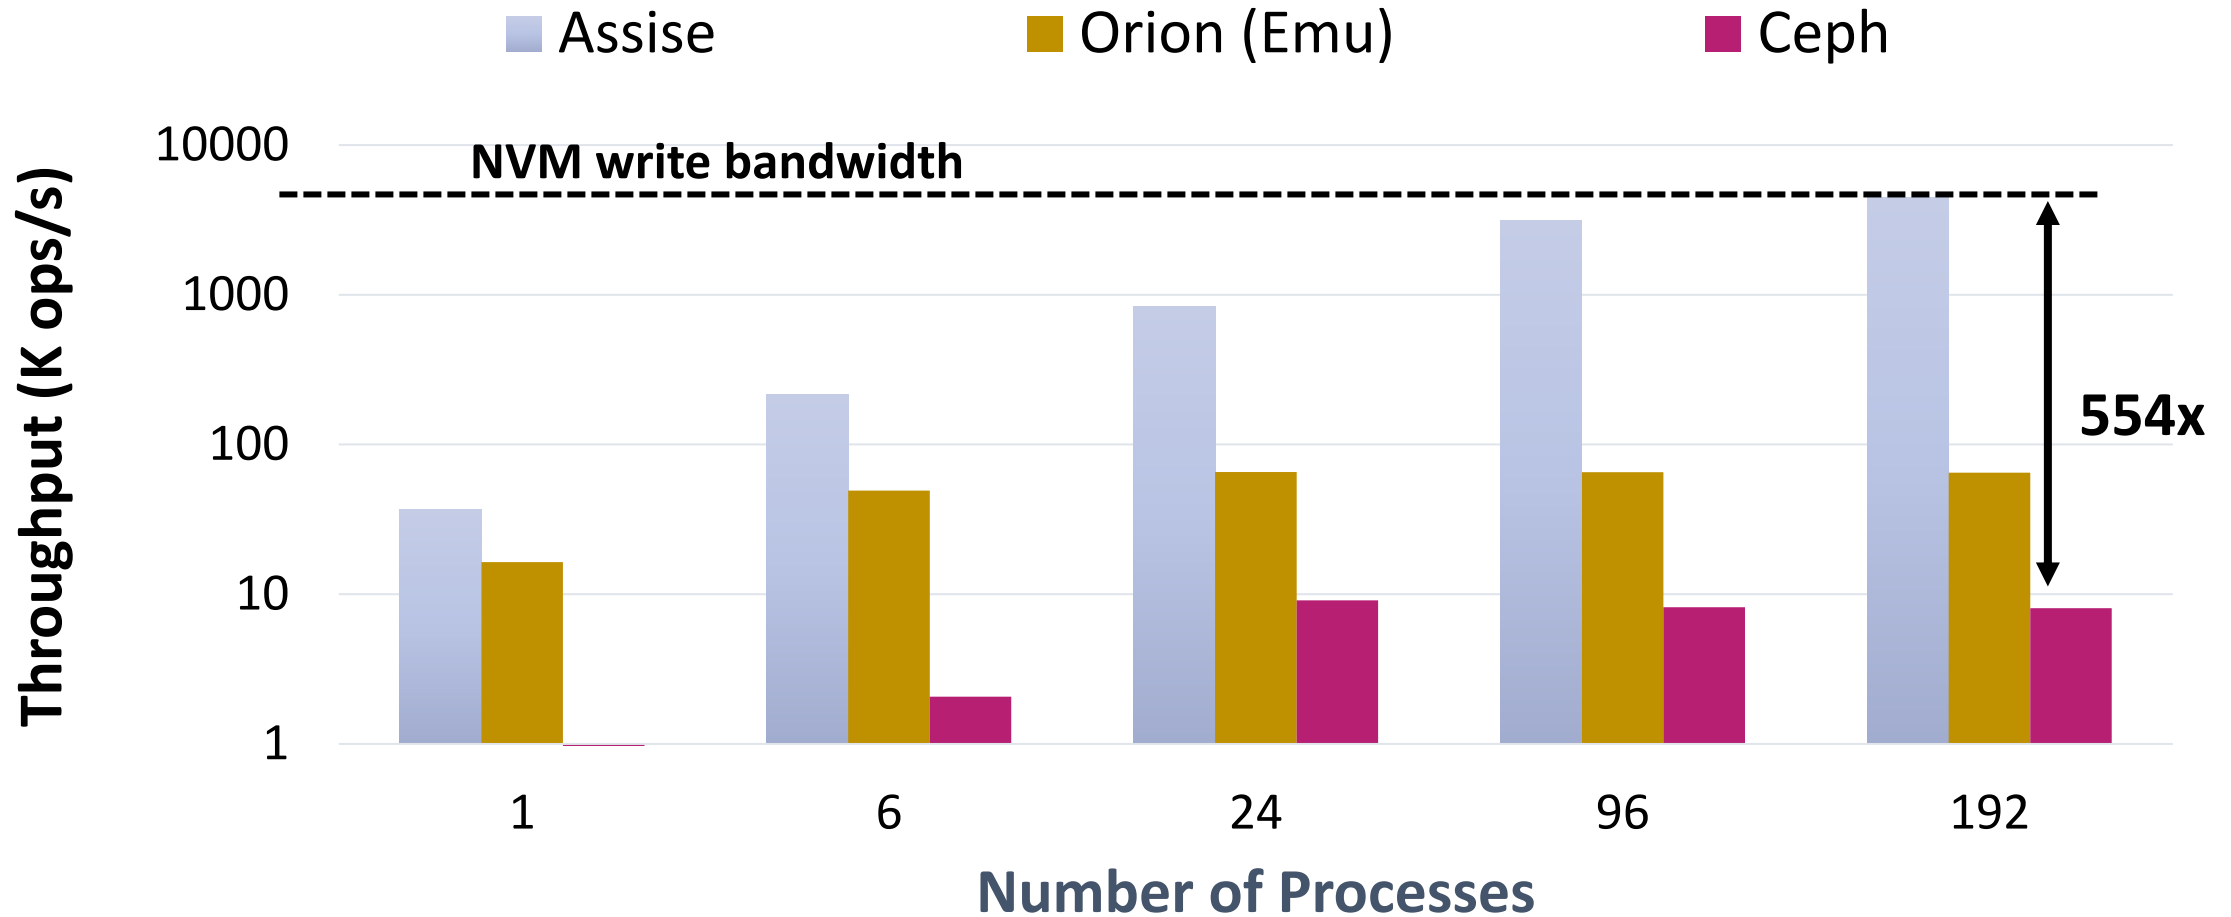 Assise Orion (Emu) Ceph
Throughput (K ops/s)
10000
NVM write bandwidth
1000
100
554x
10
1
1 6 24 96 192
Number of Processes